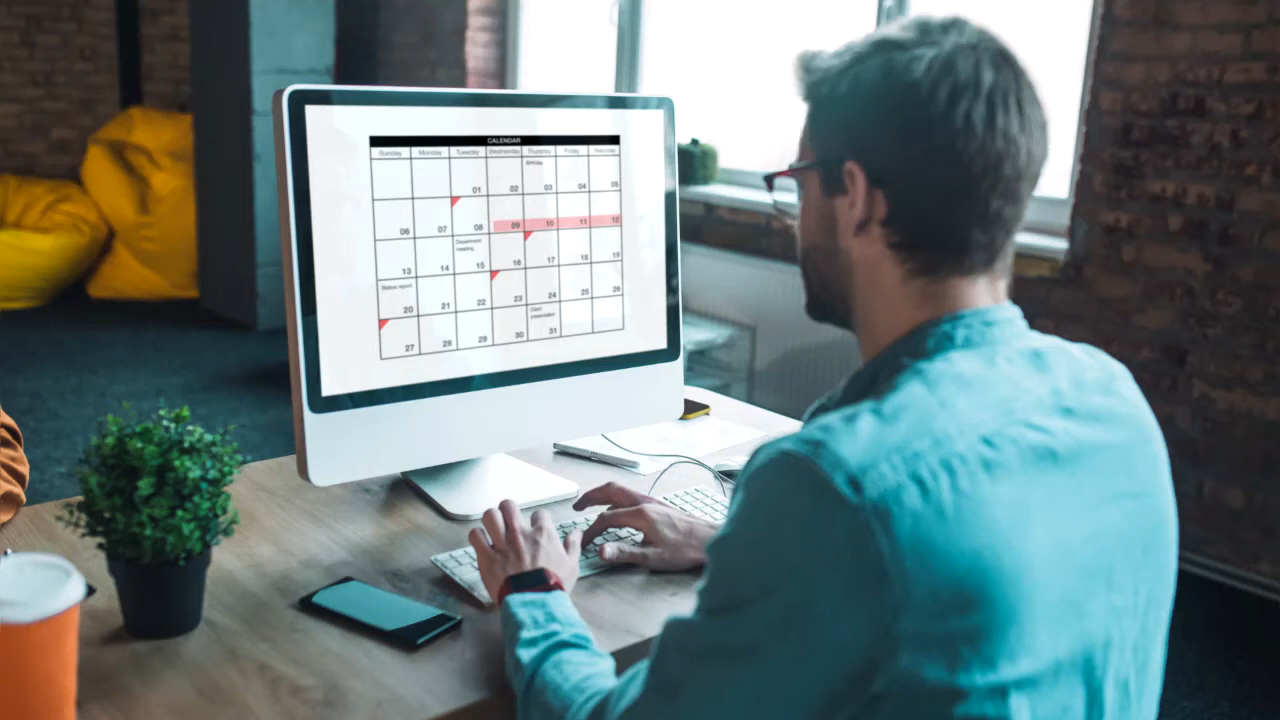 CALENDAR
Sunday Monday Tuesday Wednesday Thursday Friday Saturday
Birthday
01 02 03 04 05
06 07 08 09 10 11 12
Department
meeting
13 14 15 16 17 18 19
Status report
20 21 22 23 24 25 26
Client
presentation
27 28 29 30 31